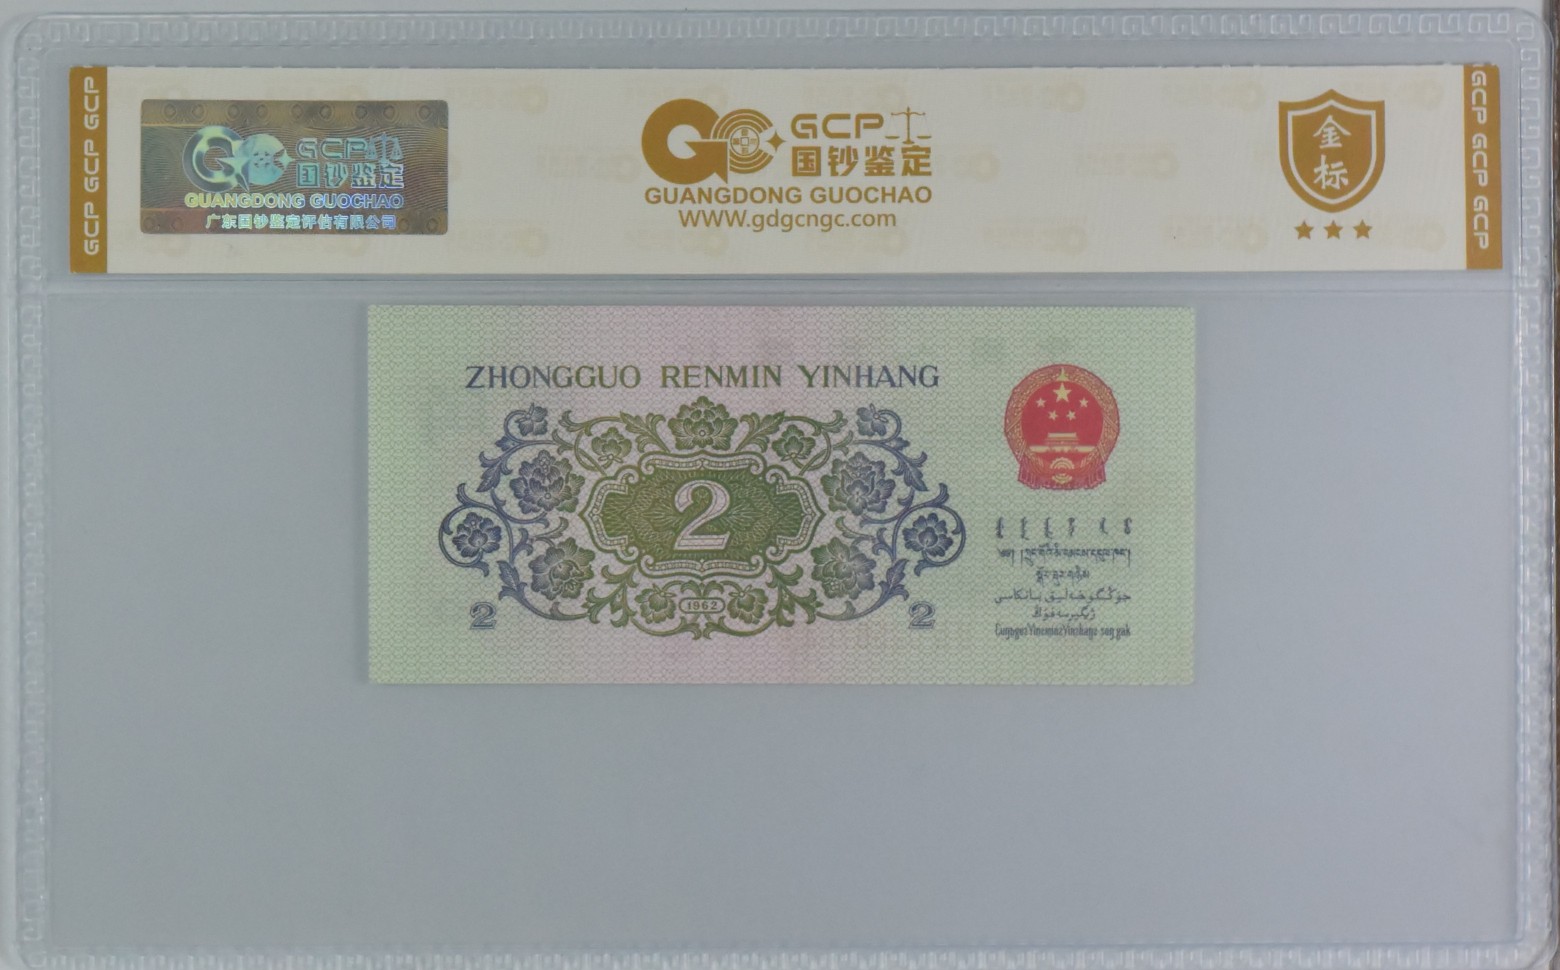 GCP GCP GCP
GCP
国钞鉴定
GUANGDONG GUOCHAO
广东国钞鉴定评估有限公司
GCP
国钞鉴定
GUANGDONG GUOCHAO
WWW.gdgcngc.com
金标
GCP GCP GCP
ZHONGGUO RENMIN YINHANG
2
1962
2
2
جۇڭگوخەلىق بانكاسى